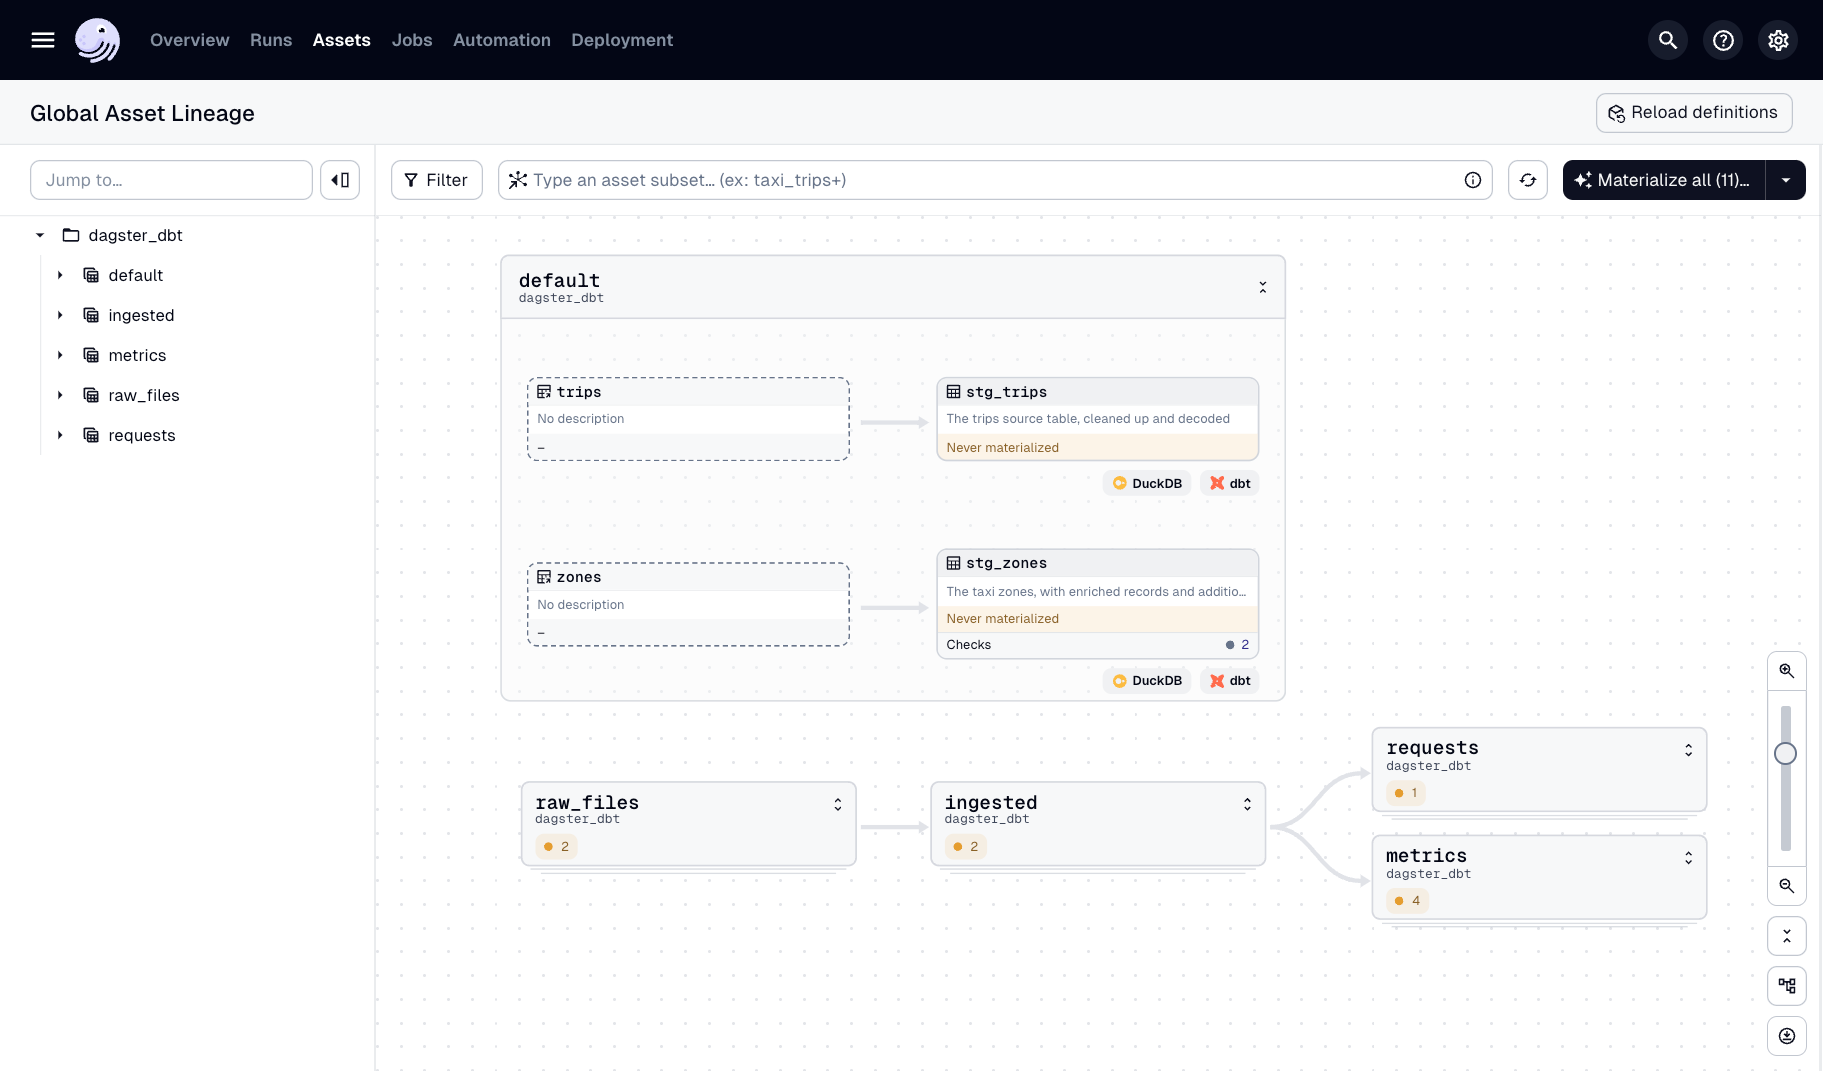 Overview Runs Assets Jobs Automation Deployment
Global Asset Lineage
Reload definitions
Jump to…
Filter
Type an asset subset… (ex: taxi_trips+)
Materialize all (11)…
dagster_dbt
default
ingested
metrics
raw_files
requests
default
dagster_dbt
trips
No description
–
stg_trips
The trips source table, cleaned up and decoded
Never materialized
DuckDB
dbt
zones
No description
–
stg_zones
The taxi zones, with enriched records and additio…
Never materialized
Checks 2
DuckDB
dbt
raw_files
dagster_dbt
2
ingested
dagster_dbt
2
requests
dagster_dbt
1
metrics
dagster_dbt
4